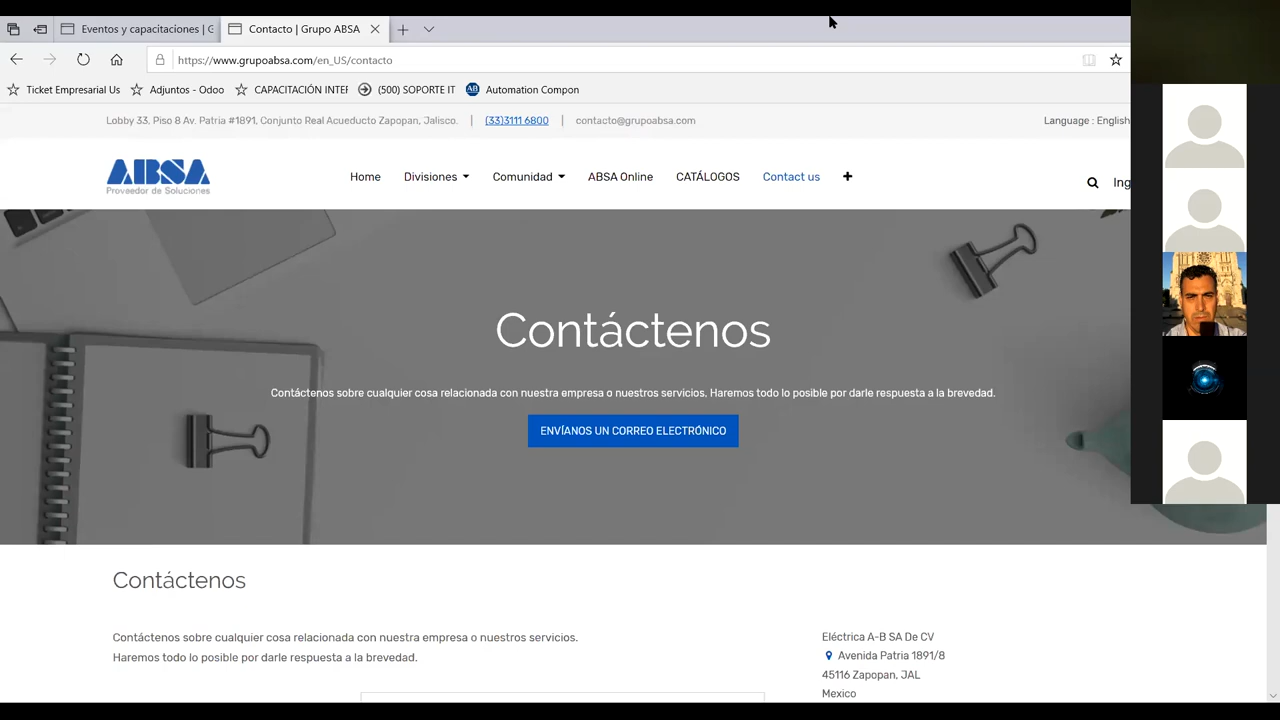 Eventos y capacitaciones | G
Contacto | Grupo ABSA
https://www.grupoabsa.com/en_US/contacto
Ticket Empresarial Us
Adjuntos - Odoo
CAPACITACIÓN INTER
(500) SOPORTE IT
AB
Automation Compon
Lobby 33, Piso 8 Av. Patria #1891, Conjunto Real Acueducto Zapopan, Jalisco. | (33)3111 6800 | contacto@grupoabsa.com
Language : English
ABSA
Proveedor de Soluciones
Home
Divisiones
Comunidad
ABSA Online
CATÁLOGOS
Contact us
Ing
Contáctenos
Contáctenos sobre cualquier cosa relacionada con nuestra empresa o nuestros servicios. Haremos todo lo posible por darle respuesta a la brevedad.
ENVÍANOS UN CORREO ELECTRÓNICO
Contáctenos
Contáctenos sobre cualquier cosa relacionada con nuestra empresa o nuestros servicios.
Haremos todo lo posible por darle respuesta a la brevedad.
Eléctrica A-B SA De CV
Avenida Patria 1891/8
45116 Zapopan, JAL
Mexico